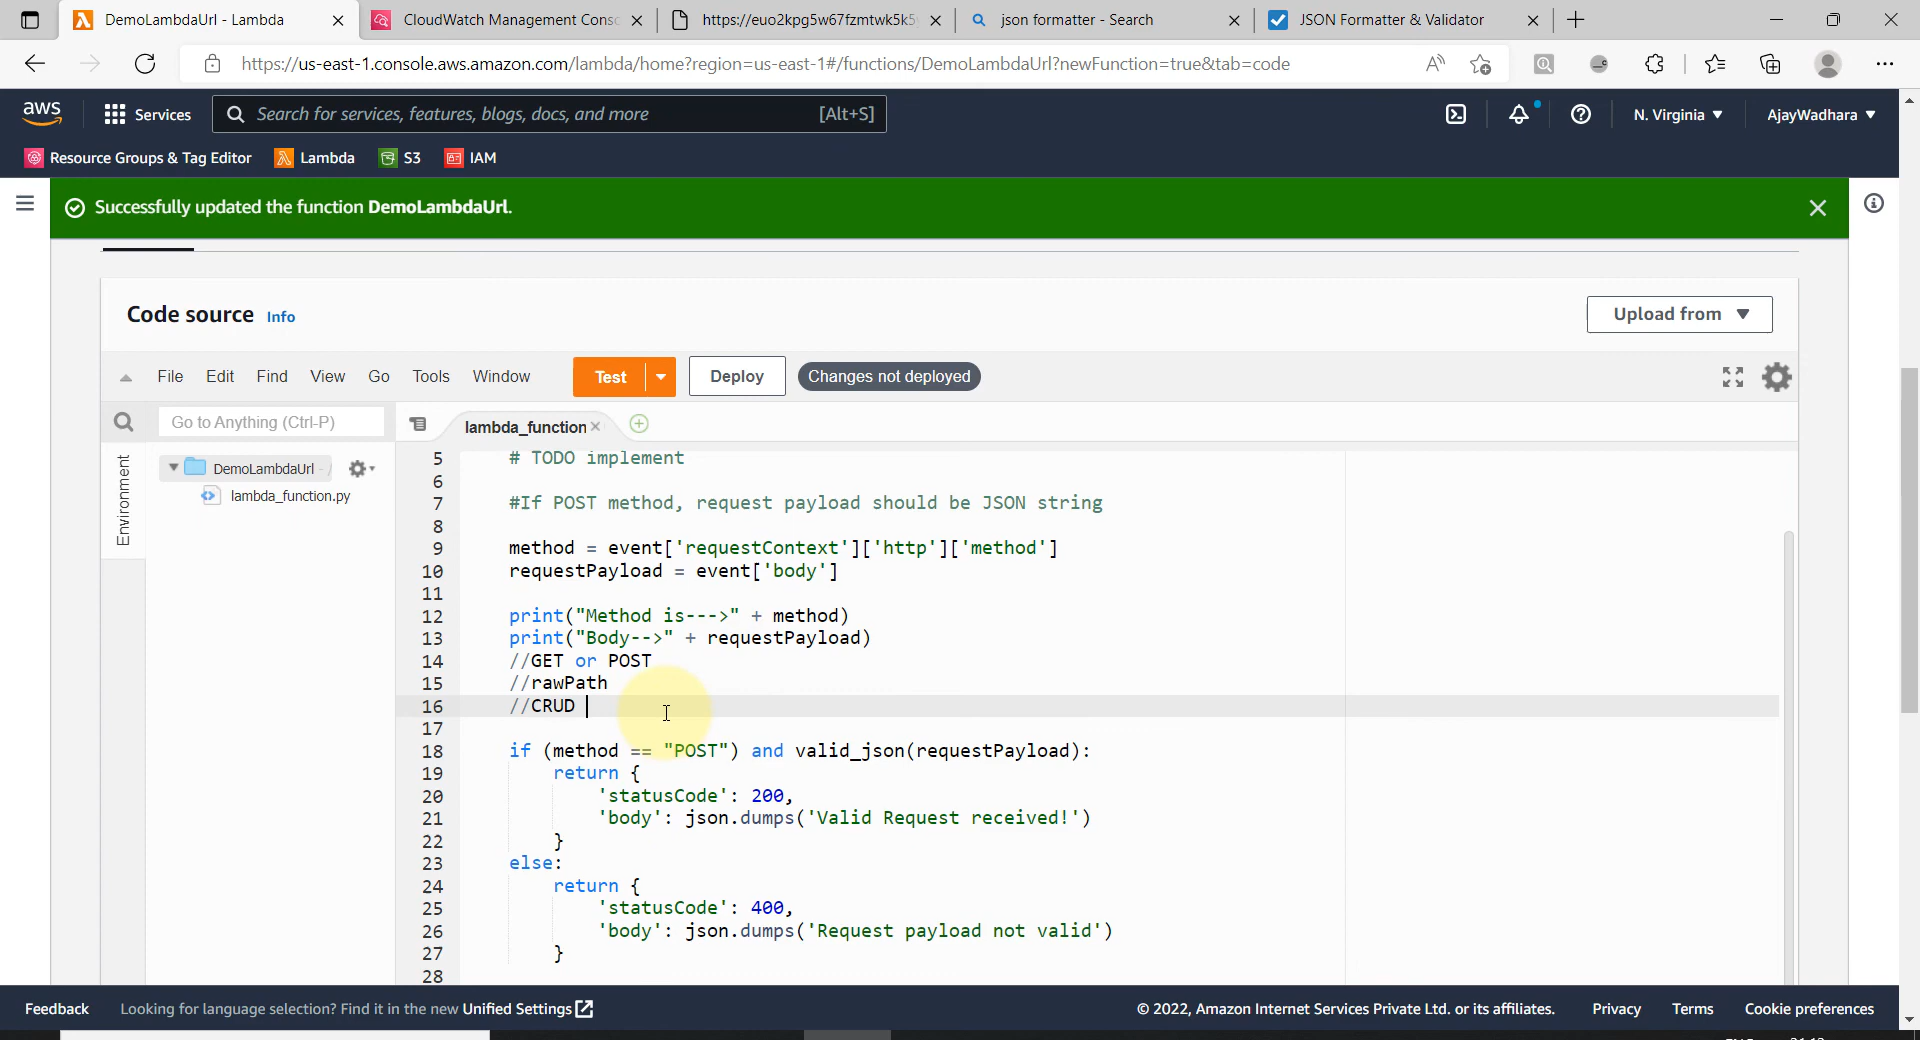 DemoLambdaUrl - Lambda
CloudWatch Management Cons
https://euo2kpg5w67fzmtwk5k5
json formatter - Search
JSON Formatter & Validator
https://us-east-1.console.aws.amazon.com/lambda/home?region=us-east-1#/functions/DemoLambdaUrl?newFunction=true&tab=code
aws
Services
Search for services, features, blogs, docs, and more
[Alt+S]
N. Virginia
AjayWadhara
Resource Groups & Tag Editor
Lambda
S3
IAM
Successfully updated the function DemoLambdaUrl.
Code source
Info
Upload from
File
Edit
Find
View
Go
Tools
Window
Test
Deploy
Changes not deployed
Go to Anything (Ctrl-P)
lambda_function
Environment
DemoLambdaUrl - /
lambda_function.py
5 # TODO implement
6
7 #If POST method, request payload should be JSON string
8
9 method = event['requestContext']['http']['method']
10 requestPayload = event['body']
11
12 print("Method is--->" + method)
13 print("Body-->" + requestPayload)
14 //GET or POST
15 //rawPath
16 //CRUD
17
18 if (method == "POST") and valid_json(requestPayload):
19 return {
20 'statusCode': 200,
21 'body': json.dumps('Valid Request received!')
22 }
23 else:
24 return {
25 'statusCode': 400,
26 'body': json.dumps('Request payload not valid')
27 }
28
Feedback
Looking for language selection? Find it in the new Unified Settings
© 2022, Amazon Internet Services Private Ltd. or its affiliates.
Privacy
Terms
Cookie preferences